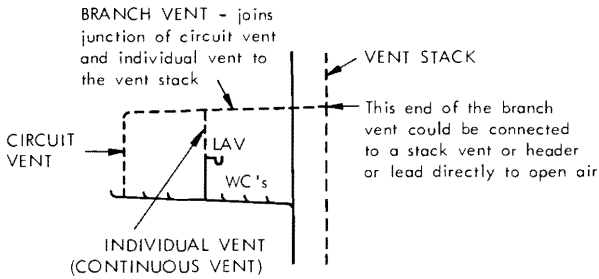 BRANCH VENT - joins
junction of circuit vent
and individual vent to
the vent stack
VENT STACK
This end of the branch
vent could be connected
to a stack vent or header
or lead directly to open air
CIRCUIT
VENT
LAV
WC's
INDIVIDUAL VENT
(CONTINUOUS VENT)